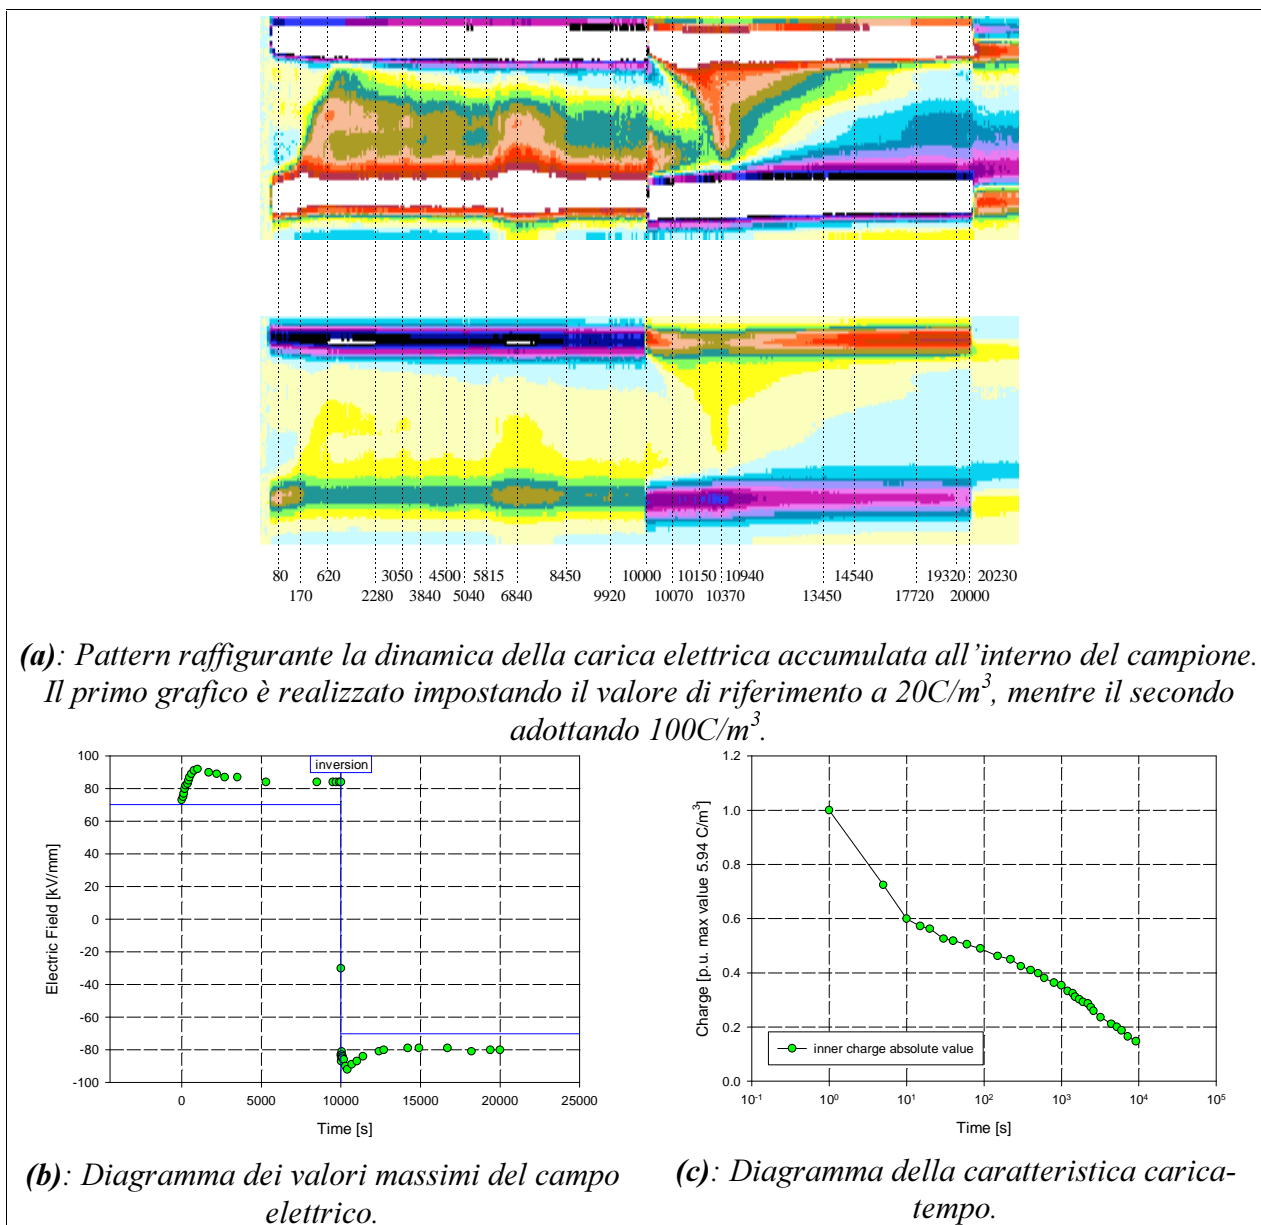 80 620 3050 4500 5815 8450 10000 10150 10940 14540 19320 20230
170 2280 3840 5040 6840 9920 10070 10370 13450 17720 20000
(a): Pattern raffigurante la dinamica della carica elettrica accumulata all’interno del campione.
Il primo grafico è realizzato impostando il valore di riferimento a 20C/m³, mentre il secondo
adottando 100C/m³.
inversion
100
80
60
40
20
0
-20
-40
-60
-80
-100
Electric Field [kV/mm]
0 5000 10000 15000 20000 25000
Time [s]
(b): Diagramma dei valori massimi del campo
elettrico.
1.2
1.0
0.8
0.6
0.4
0.2
0.0
Charge [p.u. max value 5.94 C/m³]
inner charge absolute value
10⁻¹ 10⁰ 10¹ 10² 10³ 10⁴ 10⁵
Time [s]
(c): Diagramma della caratteristica carica-
tempo.